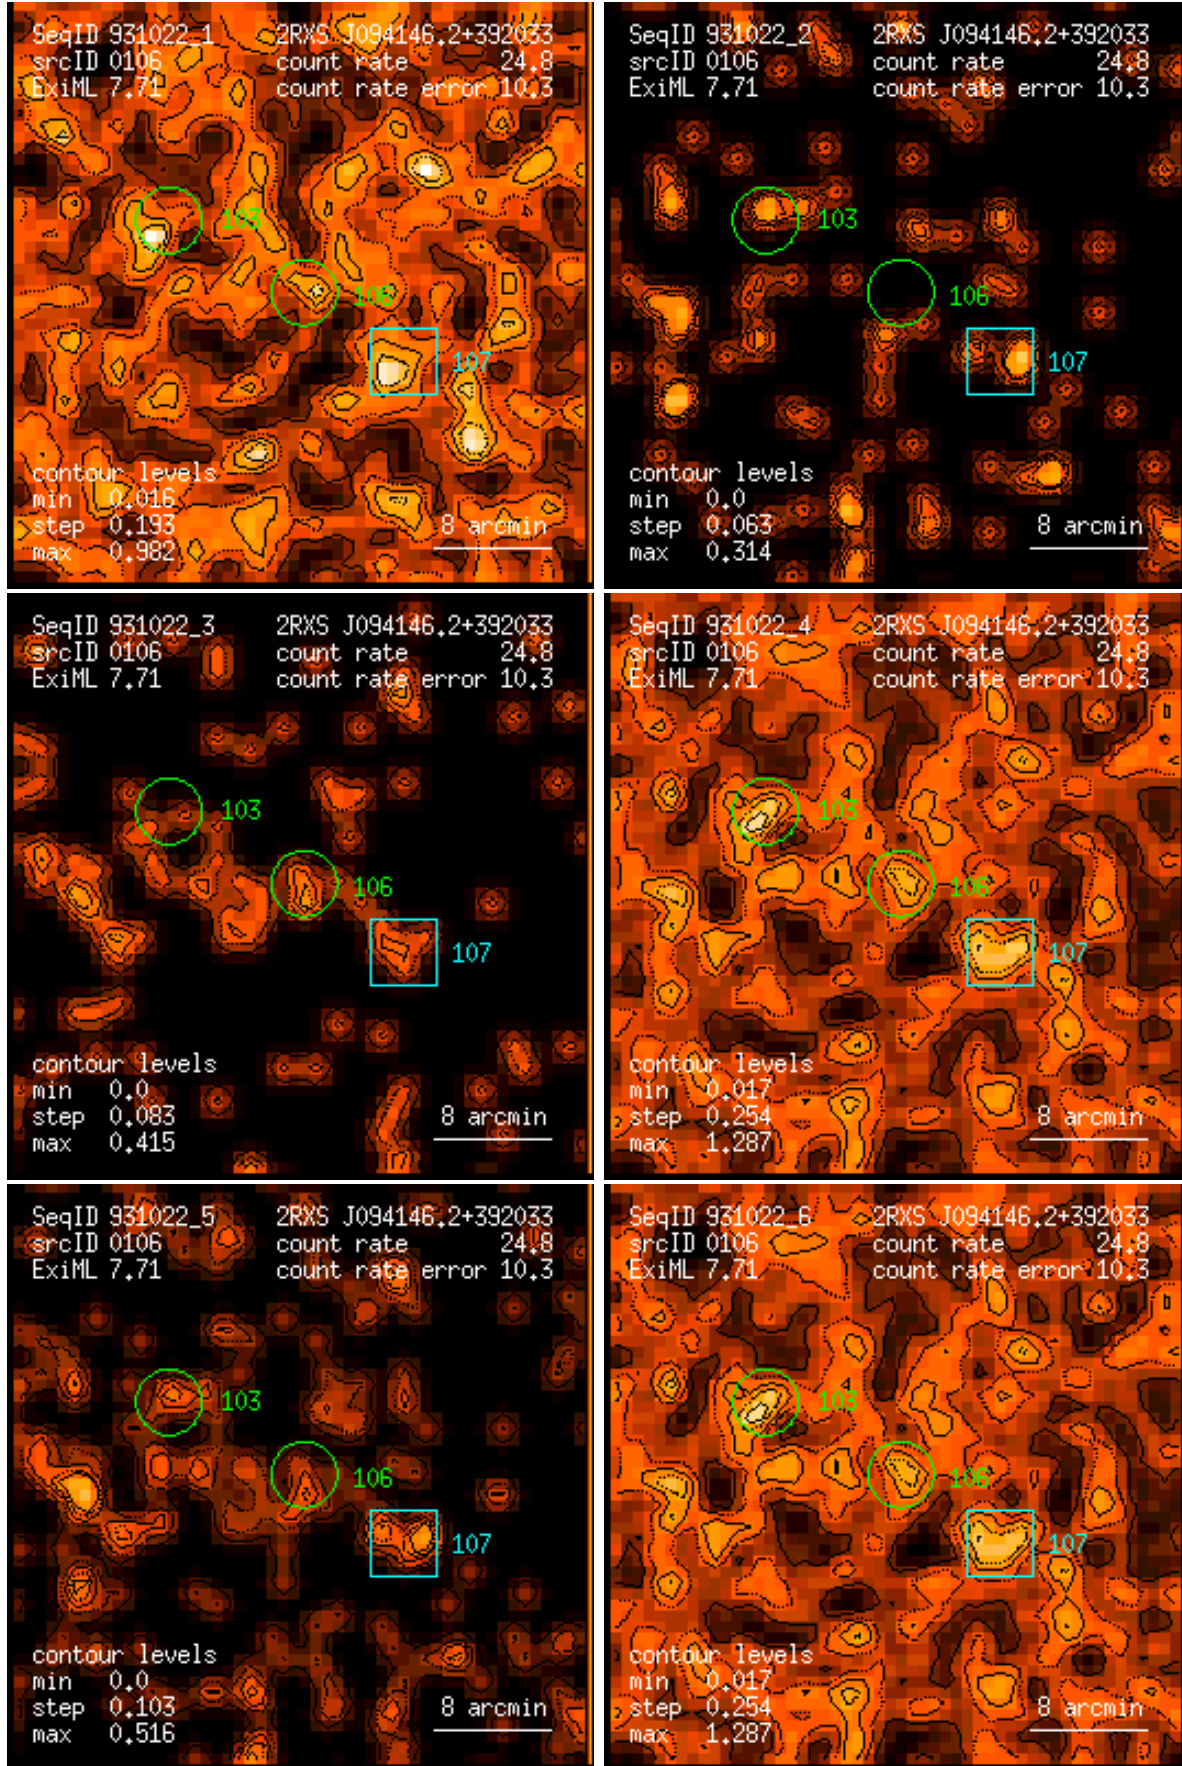 SeqID 931022_1 2RXS J094146.2+392033
srcID 0106 count rate 24.8
ExiML 7.71 count rate error 10.3
103
106
107
contour levels
min 0.016
step 0.193
max 0.982
8 arcmin
SeqID 931022_2 2RXS J094146.2+392033
srcID 0106 count rate 24.8
ExiML 7.71 count rate error 10.3
103
106
107
contour levels
min 0.0
step 0.063
max 0.314
8 arcmin
SeqID 931022_3 2RXS J094146.2+392033
srcID 0106 count rate 24.8
ExiML 7.71 count rate error 10.3
103
106
107
contour levels
min 0.0
step 0.083
max 0.415
8 arcmin
SeqID 931022_4 2RXS J094146.2+392033
srcID 0106 count rate 24.8
ExiML 7.71 count rate error 10.3
103
106
107
contour levels
min 0.017
step 0.254
max 1.287
8 arcmin
SeqID 931022_5 2RXS J094146.2+392033
srcID 0106 count rate 24.8
ExiML 7.71 count rate error 10.3
103
106
107
contour levels
min 0.0
step 0.103
max 0.516
8 arcmin
SeqID 931022_6 2RXS J094146.2+392033
srcID 0106 count rate 24.8
ExiML 7.71 count rate error 10.3
103
106
107
contour levels
min 0.017
step 0.254
max 1.287
8 arcmin